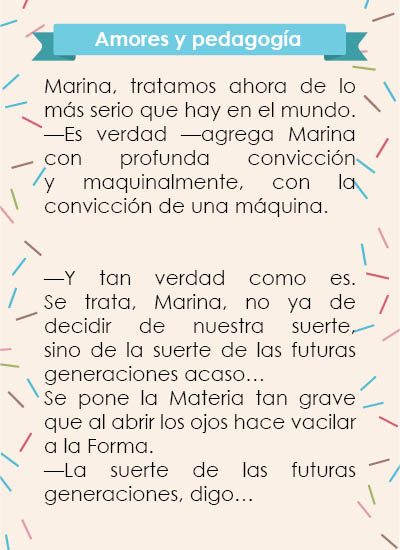 Amores y pedagogía
Marina, tratamos ahora de lo
más serio que hay en el mundo.
—Es verdad —agrega Marina
con profunda convicción
y maquinalmente, con la
convicción de una máquina.
—Y tan verdad como es.
Se trata, Marina, no ya de
decidir de nuestra suerte,
sino de la suerte de las futuras
generaciones acaso…
Se pone la Materia tan grave
que al abrir los ojos hace vacilar
a la Forma.
—La suerte de las futuras
generaciones, digo…